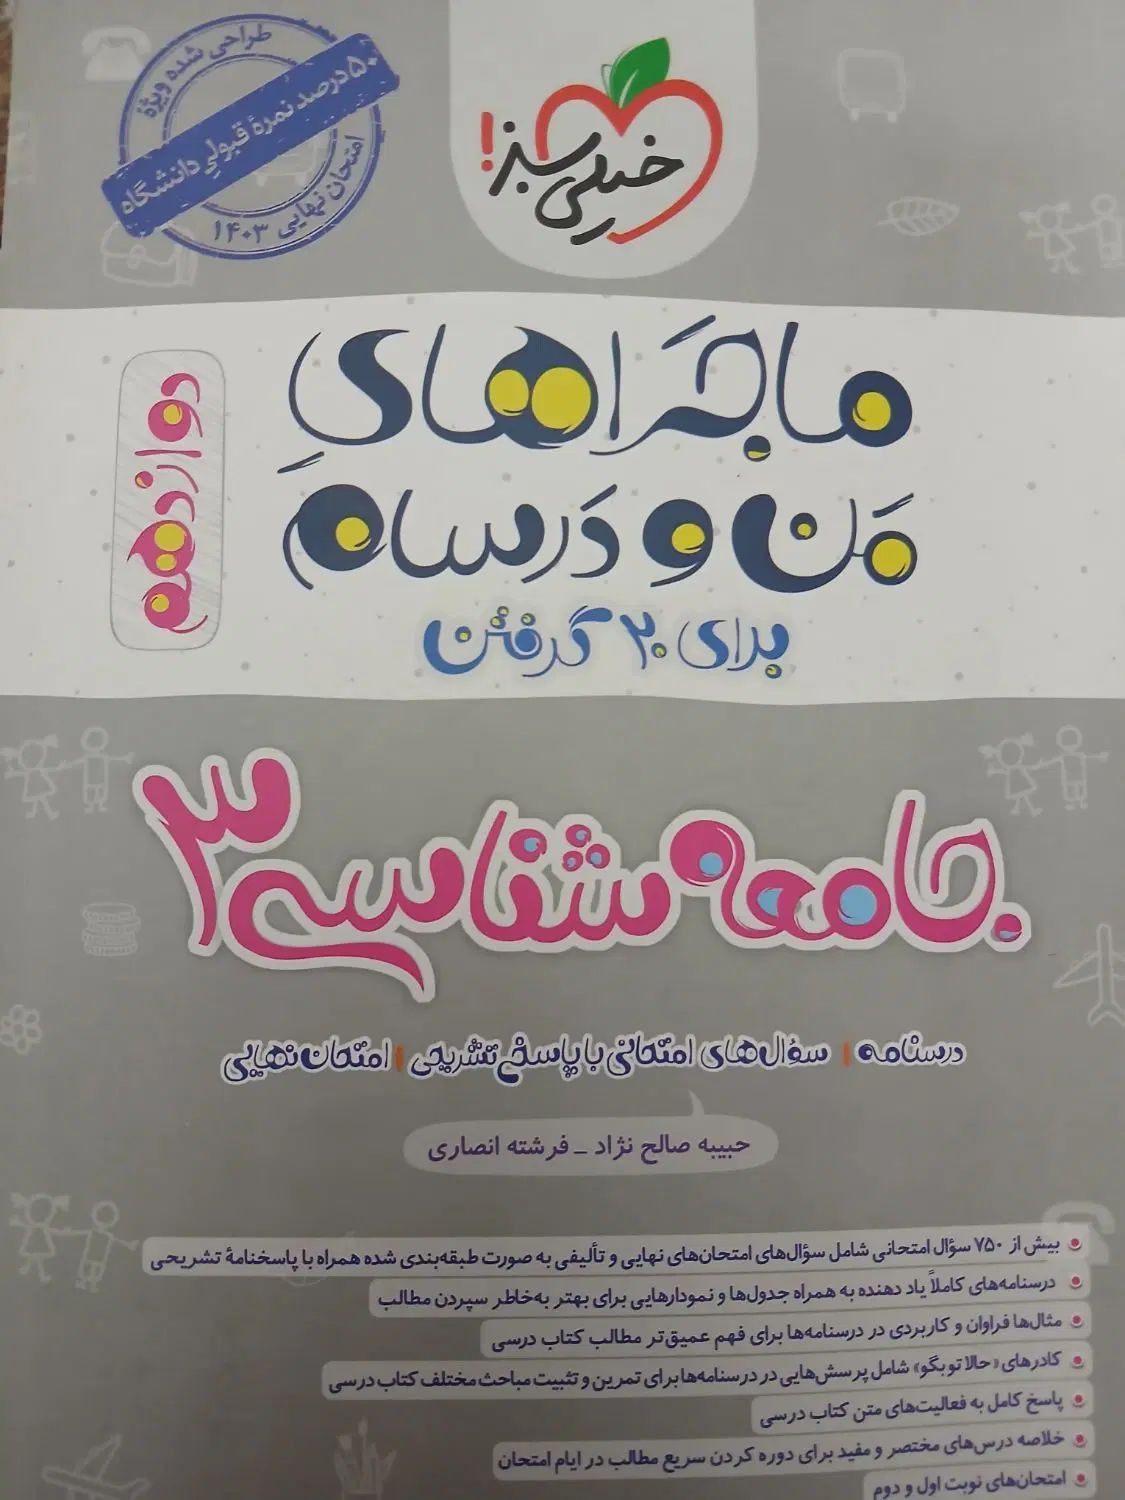 طراحی شده ویژهٔ
۵۰ درصد نمرهٔ قبولی دانشگاه
امتحان نهایی ۱۴۰۳
خیلی سبز!
ماجراهایِ
مَن و دَرسام
برای ۲۰ گرفتن
دوازدهم
جامعه‌شناسی ۳
درسنامه | سؤال‌های امتحانی با پاسخ تشریحی | امتحان نهایی
حبیبه صالح نژاد - فرشته انصاری
بیش از ۷۵۰ سؤال امتحانی شامل سؤال‌های امتحان‌های نهایی و تألیفی به صورت طبقه‌بندی شده همراه با پاسخنامهٔ تشریحی
درسنامه‌های کاملاً یاد دهنده به همراه جدول‌ها و نمودارهایی برای بهتر به‌خاطر سپردن مطالب
مثال‌ها فراوان و کاربردی در درسنامه‌ها برای فهم عمیق‌تر مطالب کتاب درسی
کادرهای «حالا تو بگو» شامل پرسش‌هایی در درسنامه‌ها برای تمرین و تثبیت مباحث مختلف کتاب درسی
پاسخ کامل به فعالیت‌های متن کتاب درسی
خلاصه درس‌های مختصر و مفید برای دوره کردن سریع مطالب در ایام امتحان
امتحان‌های نوبت اول و دوم